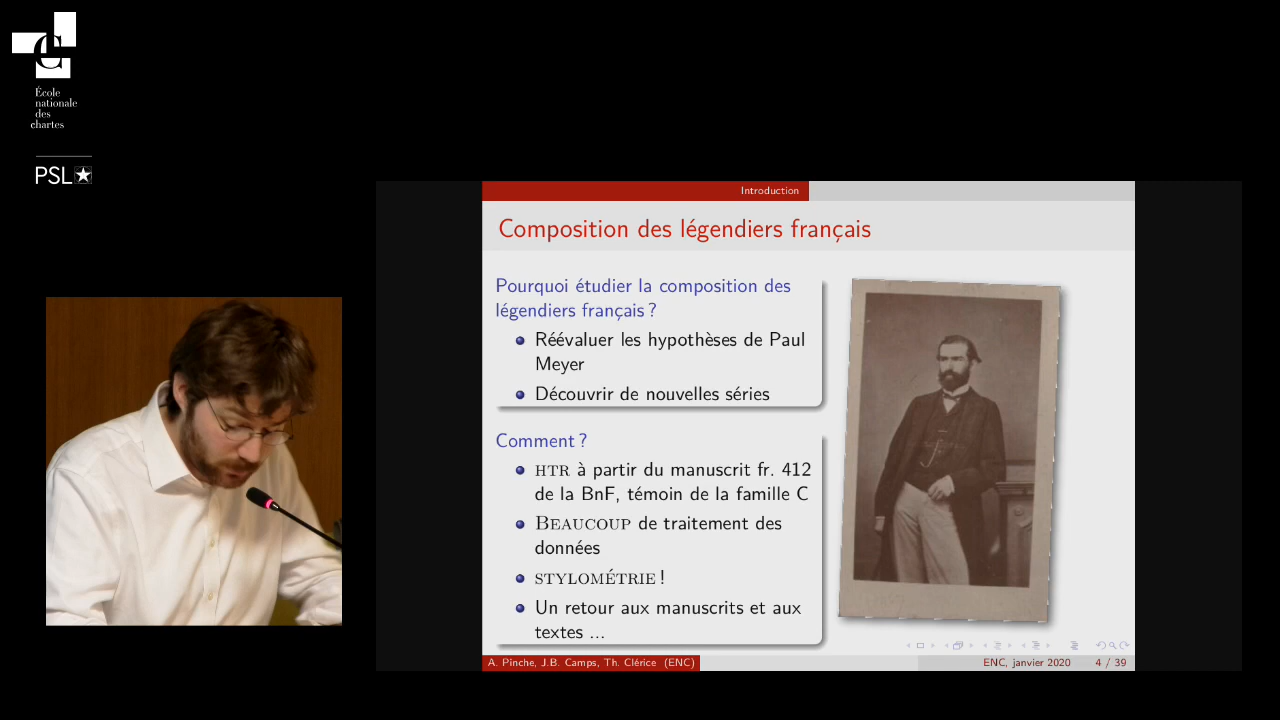 École
nationale
des
chartes
PSL
Introduction
Composition des légendiers français
Pourquoi étudier la composition des
légendiers français ?
Réévaluer les hypothèses de Paul
Meyer
Découvrir de nouvelles séries
Comment ?
HTR à partir du manuscrit fr. 412
de la BnF, témoin de la famille C
BEAUCOUP de traitement des
données
STYLOMÉTRIE !
Un retour aux manuscrits et aux
textes ...
A. Pinche, J.B. Camps, Th. Clérice (ENC)
ENC, janvier 2020
4 / 39